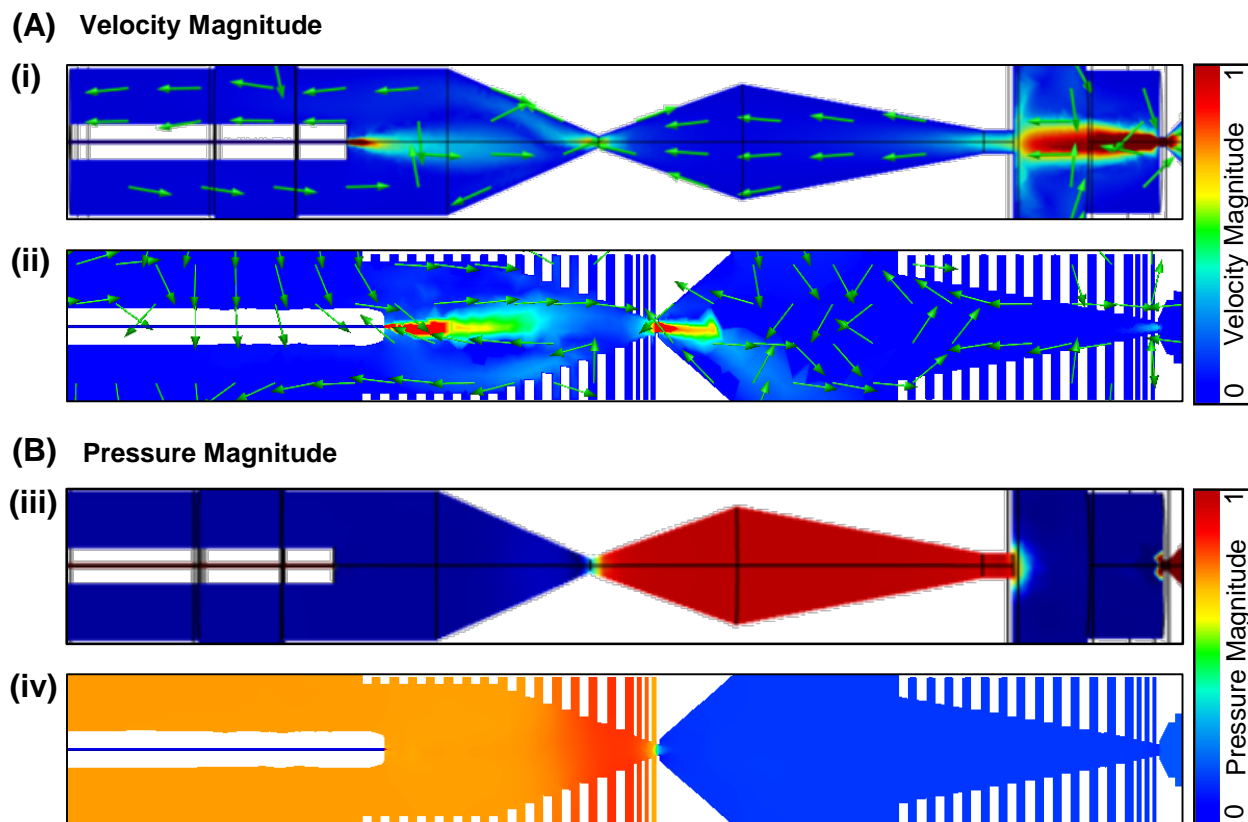 (A) Velocity Magnitude
(i)
(ii)
0 Velocity Magnitude 1
(B) Pressure Magnitude
(iii)
(iv)
0 Pressure Magnitude 1